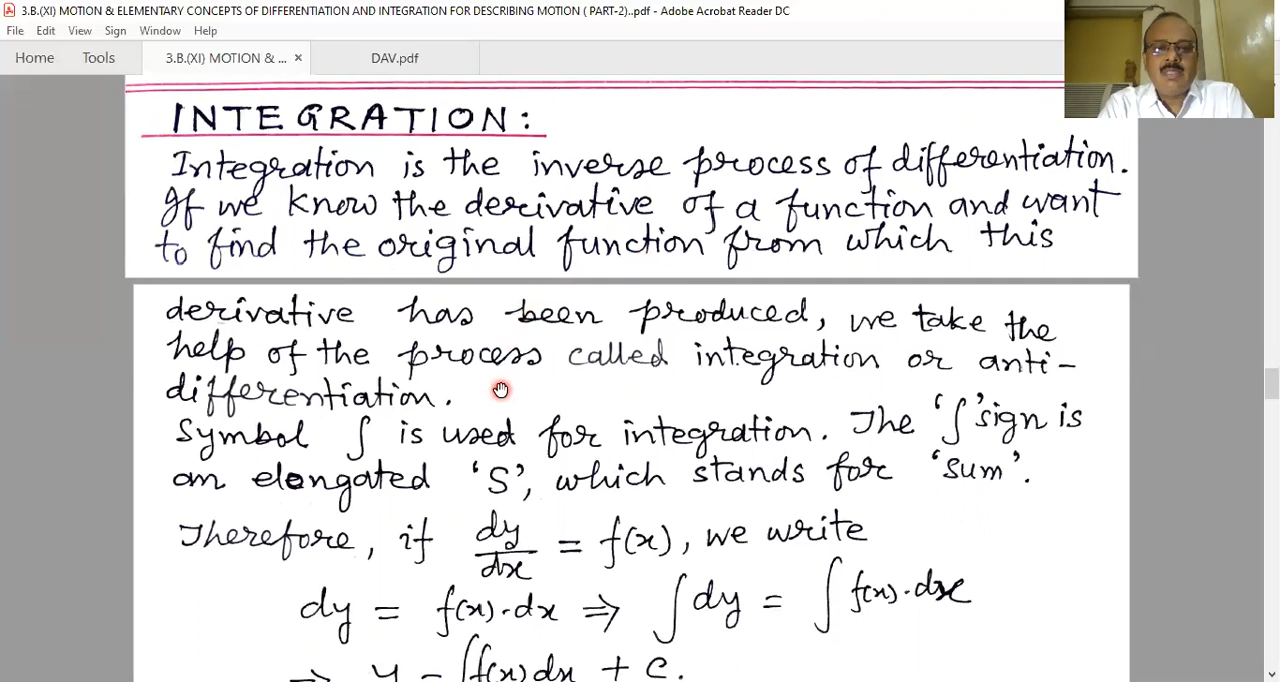 3.B.(XI) MOTION & ELEMENTARY CONCEPTS OF DIFFERENTIATION AND INTEGRATION FOR DESCRIBING MOTION ( PART-2)..pdf - Adobe Acrobat Reader DC
File Edit View Sign Window Help
Home Tools 3.B.(XI) MOTION & ... × DAV.pdf
INTEGRATION:
Integration is the inverse process of differentiation.
If we know the derivative of a function and want
to find the original function from which this
derivative has been produced, we take the
help of the process called integration or anti-
differentiation.
Symbol ∫ is used for integration. The '∫' sign is
an elongated 'S', which stands for 'sum'.
Therefore, if dy/dx = f(x), we write
dy = f(x)·dx ⇒ ∫dy = ∫f(x)·dx
⇒ y = ∫f(x)dx + c.